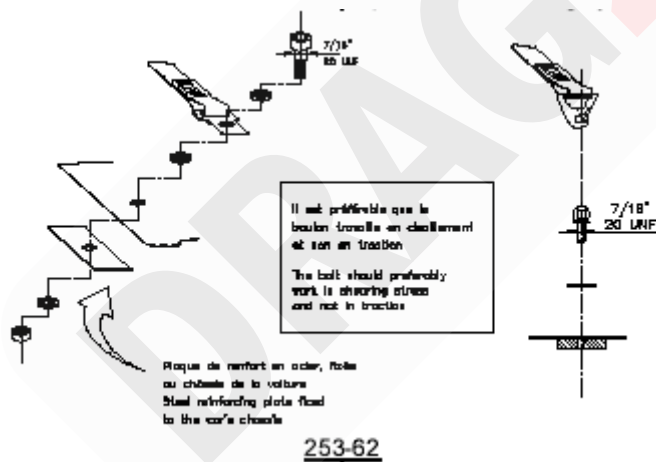 7/16"
20 UNF
Il est préférable que le
boulon travaille en cisaillement
et non en traction
The bolt should preferably
work in shearing stress
and not in traction
7/16"
20 UNF
Plaque de renfort en acier, fixée
au châssis de la voiture
Steel reinforcing plate fixed
to the car's chassis
253-62
DRAG